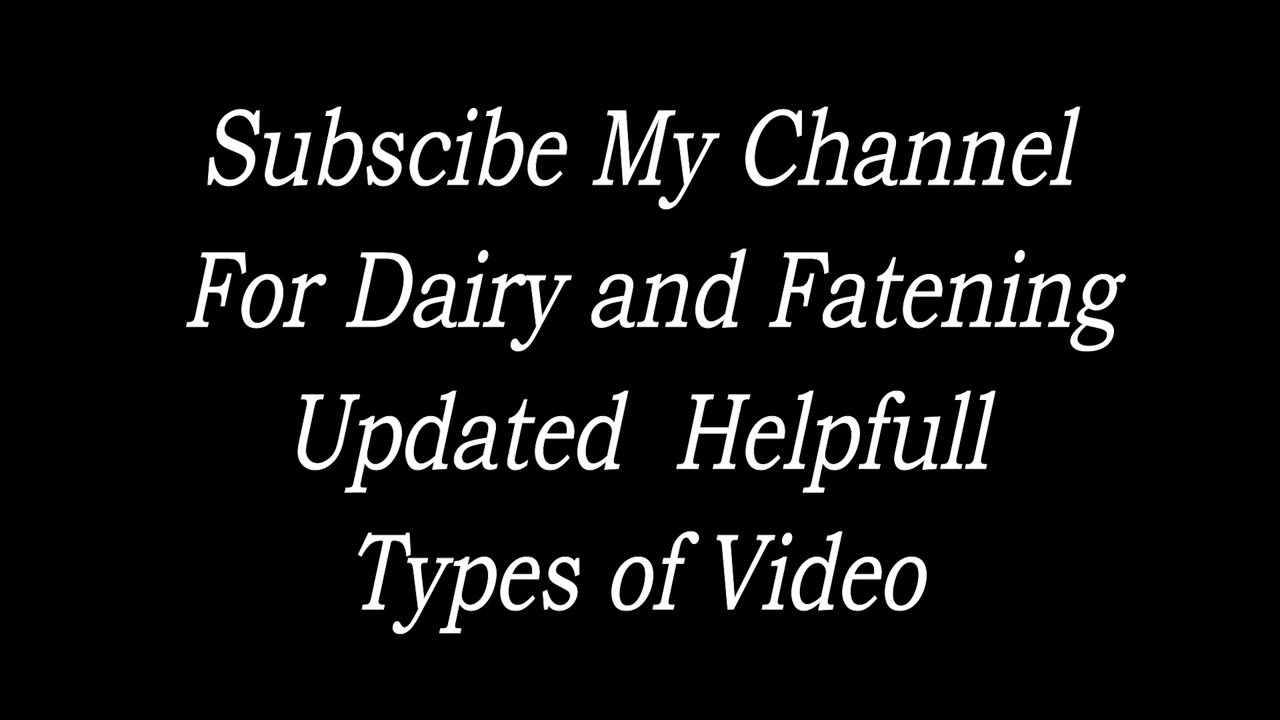 Subscibe My Channel
For Dairy and Fatening
Updated Helpfull
Types of Video